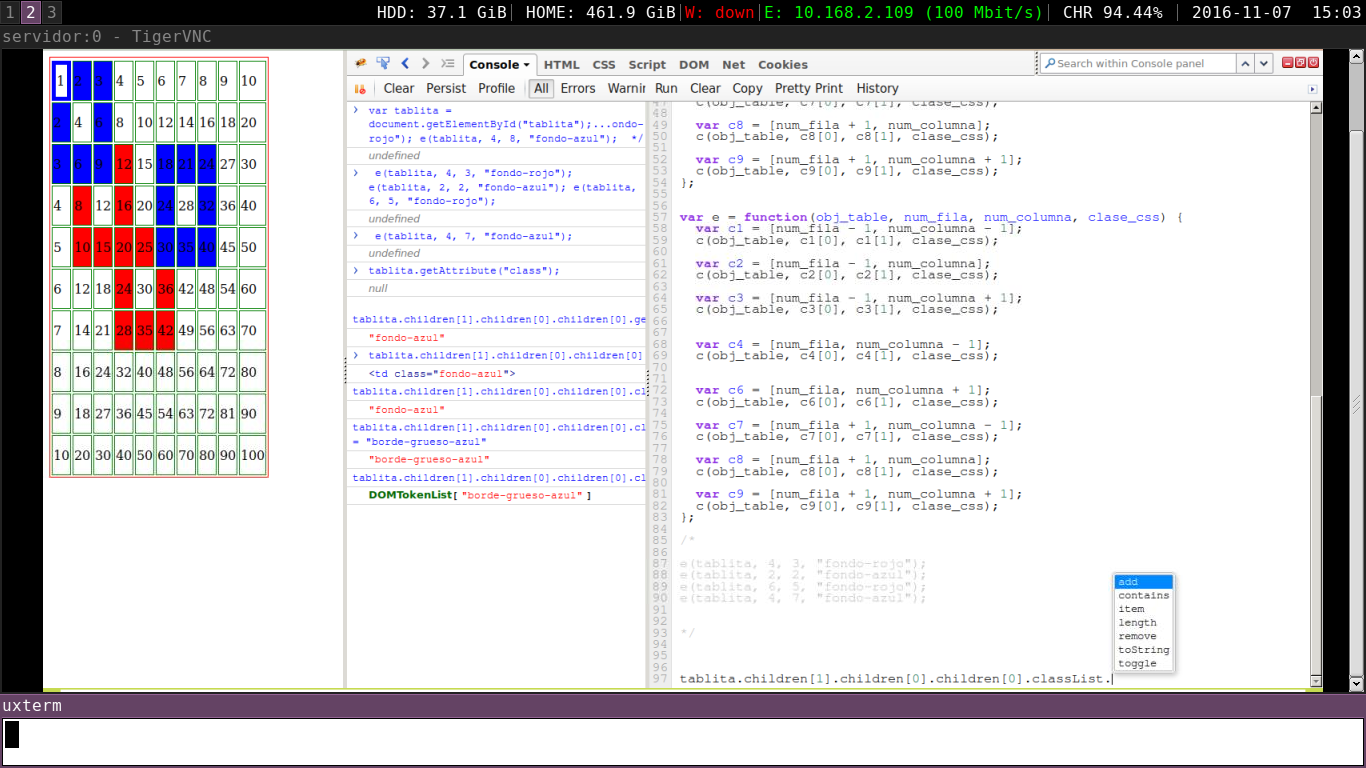 1 2 3 HDD: 37.1 GiB| HOME: 461.9 GiB|W: down|E: 10.168.2.109 (100 Mbit/s)| CHR 94.44% | 2016-11-07 15:03
servidor:0 - TigerVNC
1 2 3 4 5 6 7 8 9 10
2 4 6 8 10 12 14 16 18 20
3 6 9 12 15 18 21 24 27 30
4 8 12 16 20 24 28 32 36 40
5 10 15 20 25 30 35 40 45 50
6 12 18 24 30 36 42 48 54 60
7 14 21 28 35 42 49 56 63 70
8 16 24 32 40 48 56 64 72 80
9 18 27 36 45 54 63 72 81 90
10 20 30 40 50 60 70 80 90 100
Console HTML CSS Script DOM Net Cookies
Search within Console panel
Clear Persist Profile All Errors Warnin
Run Clear Copy Pretty Print History
var tablita =
document.getElementById("tablita");...ondo-
rojo"); e(tablita, 4, 8, "fondo-azul"); */
undefined
e(tablita, 4, 3, "fondo-rojo");
e(tablita, 2, 2, "fondo-azul"); e(tablita,
6, 5, "fondo-rojo");
undefined
e(tablita, 4, 7, "fondo-azul");
undefined
tablita.getAttribute("class");
null
tablita.children[1].children[0].children[0].ge
"fondo-azul"
tablita.children[1].children[0].children[0]
<td class="fondo-azul">
tablita.children[1].children[0].children[0].cl
"fondo-azul"
tablita.children[1].children[0].children[0].cl
= "borde-grueso-azul"
"borde-grueso-azul"
tablita.children[1].children[0].children[0].cl
DOMTokenList[ "borde-grueso-azul" ]
47 c(obj_table, c7[0], c7[1], clase_css);
48
49 var c8 = [num_fila + 1, num_columna];
50 c(obj_table, c8[0], c8[1], clase_css);
51
52 var c9 = [num_fila + 1, num_columna + 1];
53 c(obj_table, c9[0], c9[1], clase_css);
54 };
55
56
57 var e = function(obj_table, num_fila, num_columna, clase_css) {
58 var c1 = [num_fila - 1, num_columna - 1];
59 c(obj_table, c1[0], c1[1], clase_css);
60
61 var c2 = [num_fila - 1, num_columna];
62 c(obj_table, c2[0], c2[1], clase_css);
63
64 var c3 = [num_fila - 1, num_columna + 1];
65 c(obj_table, c3[0], c3[1], clase_css);
66
67
68 var c4 = [num_fila, num_columna - 1];
69 c(obj_table, c4[0], c4[1], clase_css);
70
71
72 var c6 = [num_fila, num_columna + 1];
73 c(obj_table, c6[0], c6[1], clase_css);
74
75 var c7 = [num_fila + 1, num_columna - 1];
76 c(obj_table, c7[0], c7[1], clase_css);
77
78 var c8 = [num_fila + 1, num_columna];
79 c(obj_table, c8[0], c8[1], clase_css);
80
81 var c9 = [num_fila + 1, num_columna + 1];
82 c(obj_table, c9[0], c9[1], clase_css);
83 };
84
85 /*
86
87 e(tablita, 4, 3, "fondo-rojo");
88 e(tablita, 2, 2, "fondo-azul");
89 e(tablita, 6, 5, "fondo-rojo");
90 e(tablita, 4, 7, "fondo-azul");
91
92
93 */
94
95
96
97 tablita.children[1].children[0].children[0].classList.
add
contains
item
length
remove
toString
toggle
uxterm